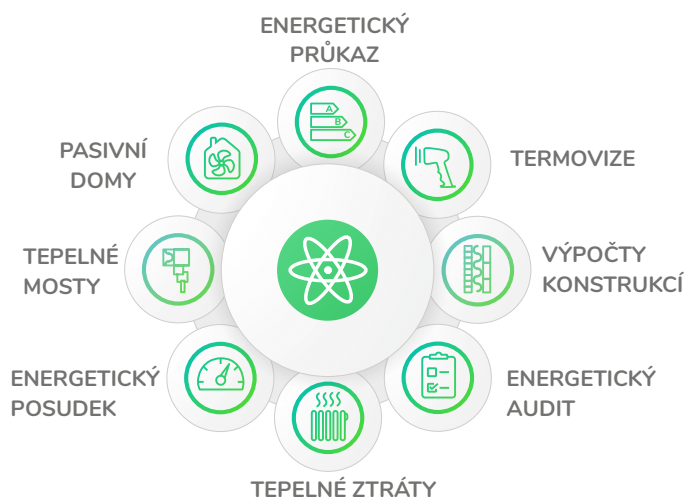 ENERGETICKÝ
PRŮKAZ
A
B
C
PASIVNÍ
DOMY
TERMOVIZE
TEPELNÉ
MOSTY
VÝPOČTY
KONSTRUKCÍ
ENERGETICKÝ
POSUDEK
ENERGETICKÝ
AUDIT
TEPELNÉ ZTRÁTY